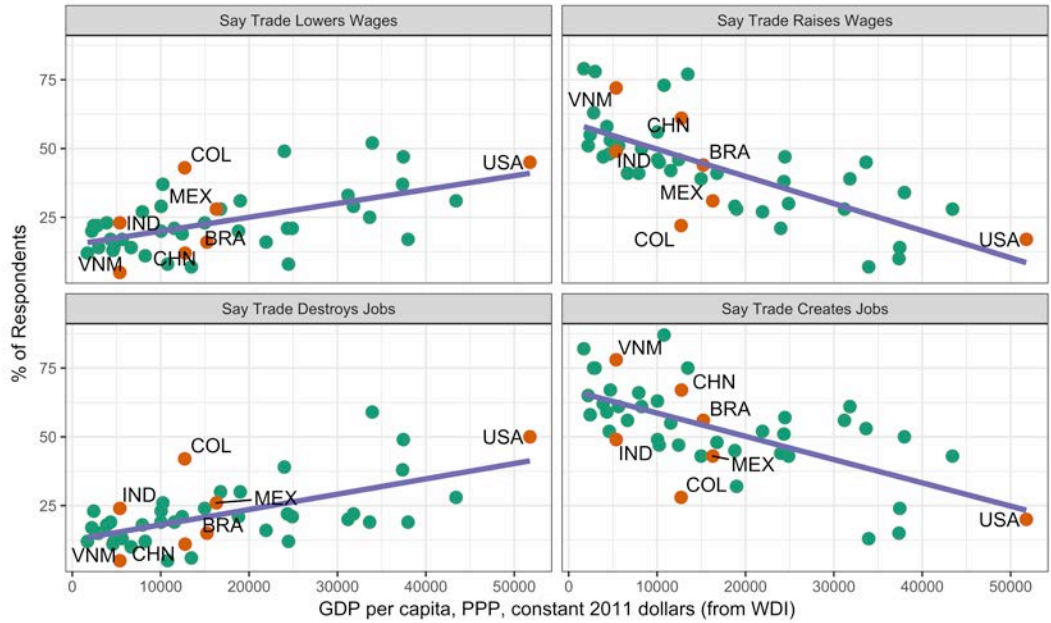 Say Trade Lowers Wages
Say Trade Raises Wages
% of Respondents
75
50
25
COL
MEX
USA
IND
BRA
CHN
VNM
VNM
CHN
BRA
IND
MEX
COL
USA
Say Trade Destroys Jobs
Say Trade Creates Jobs
75
50
25
USA
COL
IND
MEX
BRA
VNM
CHN
VNM
CHN
BRA
IND
MEX
COL
USA
0
10000
20000
30000
40000
50000
0
10000
20000
30000
40000
50000
GDP per capita, PPP, constant 2011 dollars (from WDI)